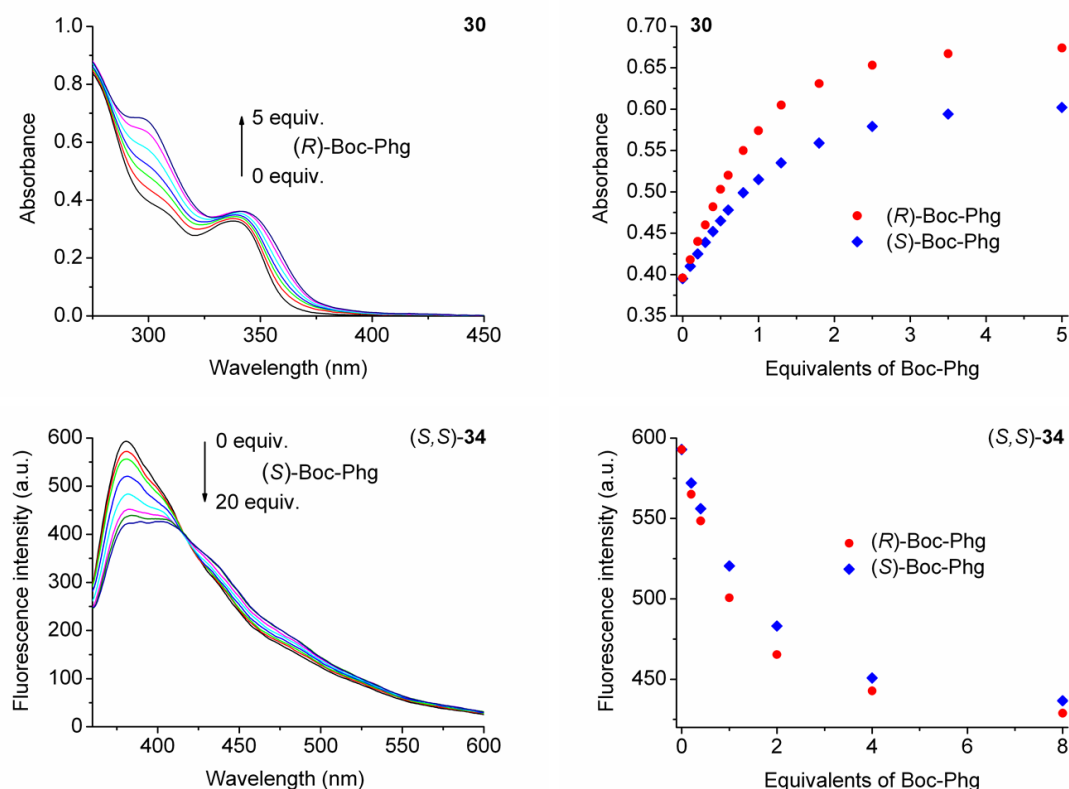 30
1.0
0.8
0.6
0.4
0.2
0.0
Absorbance
5 equiv.
(R)-Boc-Phg
0 equiv.
300
350
400
450
Wavelength (nm)
30
0.70
0.65
0.60
0.55
0.50
0.45
0.40
0.35
Absorbance
(R)-Boc-Phg
(S)-Boc-Phg
0
1
2
3
4
5
Equivalents of Boc-Phg
(S,S)-34
600
500
400
300
200
100
0
Fluorescence intensity (a.u.)
0 equiv.
(S)-Boc-Phg
20 equiv.
400
450
500
550
600
Wavelength (nm)
(S,S)-34
600
550
500
450
Fluorescence intensity (a.u.)
(R)-Boc-Phg
(S)-Boc-Phg
0
2
4
6
8
Equivalents of Boc-Phg